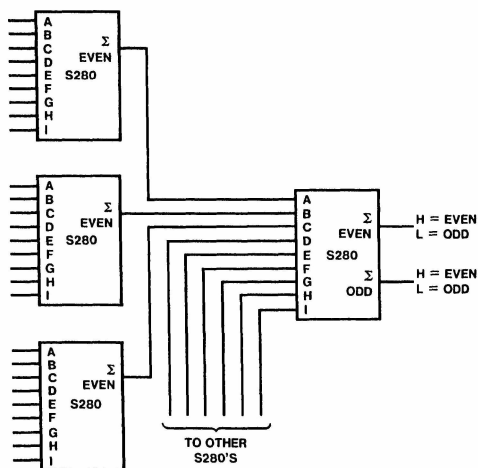 A
B
C
D
E
F
G
H
I
Σ
EVEN
S280
A
B
C
D
E
F
G
H
I
Σ
EVEN
S280
A
B
C
D
E
F
G
H
I
Σ
EVEN
S280
A
B
C
D
E
F
G
H
I
Σ
EVEN
S280
Σ
ODD
H = EVEN
L = ODD
H = EVEN
L = ODD
TO OTHER
S280'S